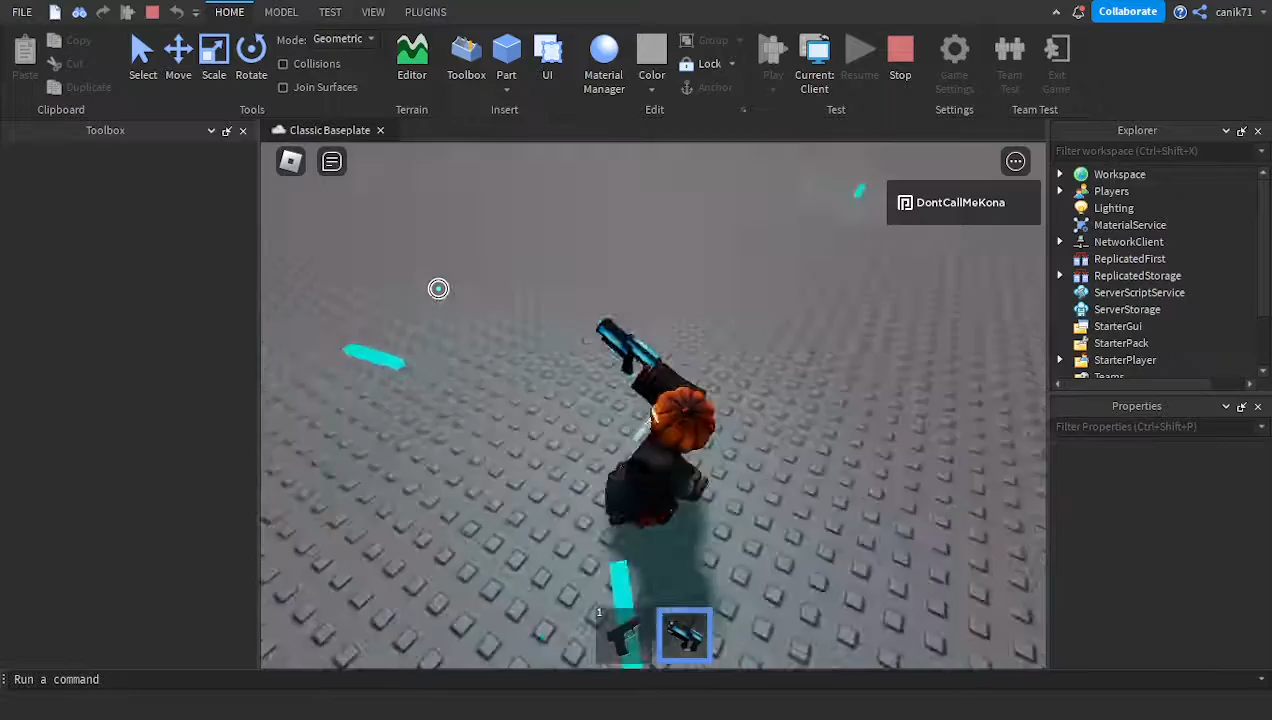 FILE HOME MODEL TEST VIEW PLUGINS Collaborate canik71
Paste Copy Cut Duplicate
Select Move Scale Rotate
Mode: Geometric
Collisions
Join Surfaces
Editor
Toolbox Part UI
Material Manager Color
Group
Lock
Anchor
Play Current: Client Resume Stop
Game Settings
Team Test
Exit Game
Clipboard Tools Terrain Insert Edit Test Settings Team Test
Toolbox
Classic Baseplate
Explorer
Filter workspace (Ctrl+Shift+X)
Workspace
Players
Lighting
MaterialService
NetworkClient
ReplicatedFirst
ReplicatedStorage
ServerScriptService
ServerStorage
StarterGui
StarterPack
StarterPlayer
Teams
DontCallMeKona
Properties
Filter Properties (Ctrl+Shift+P)
1
Run a command